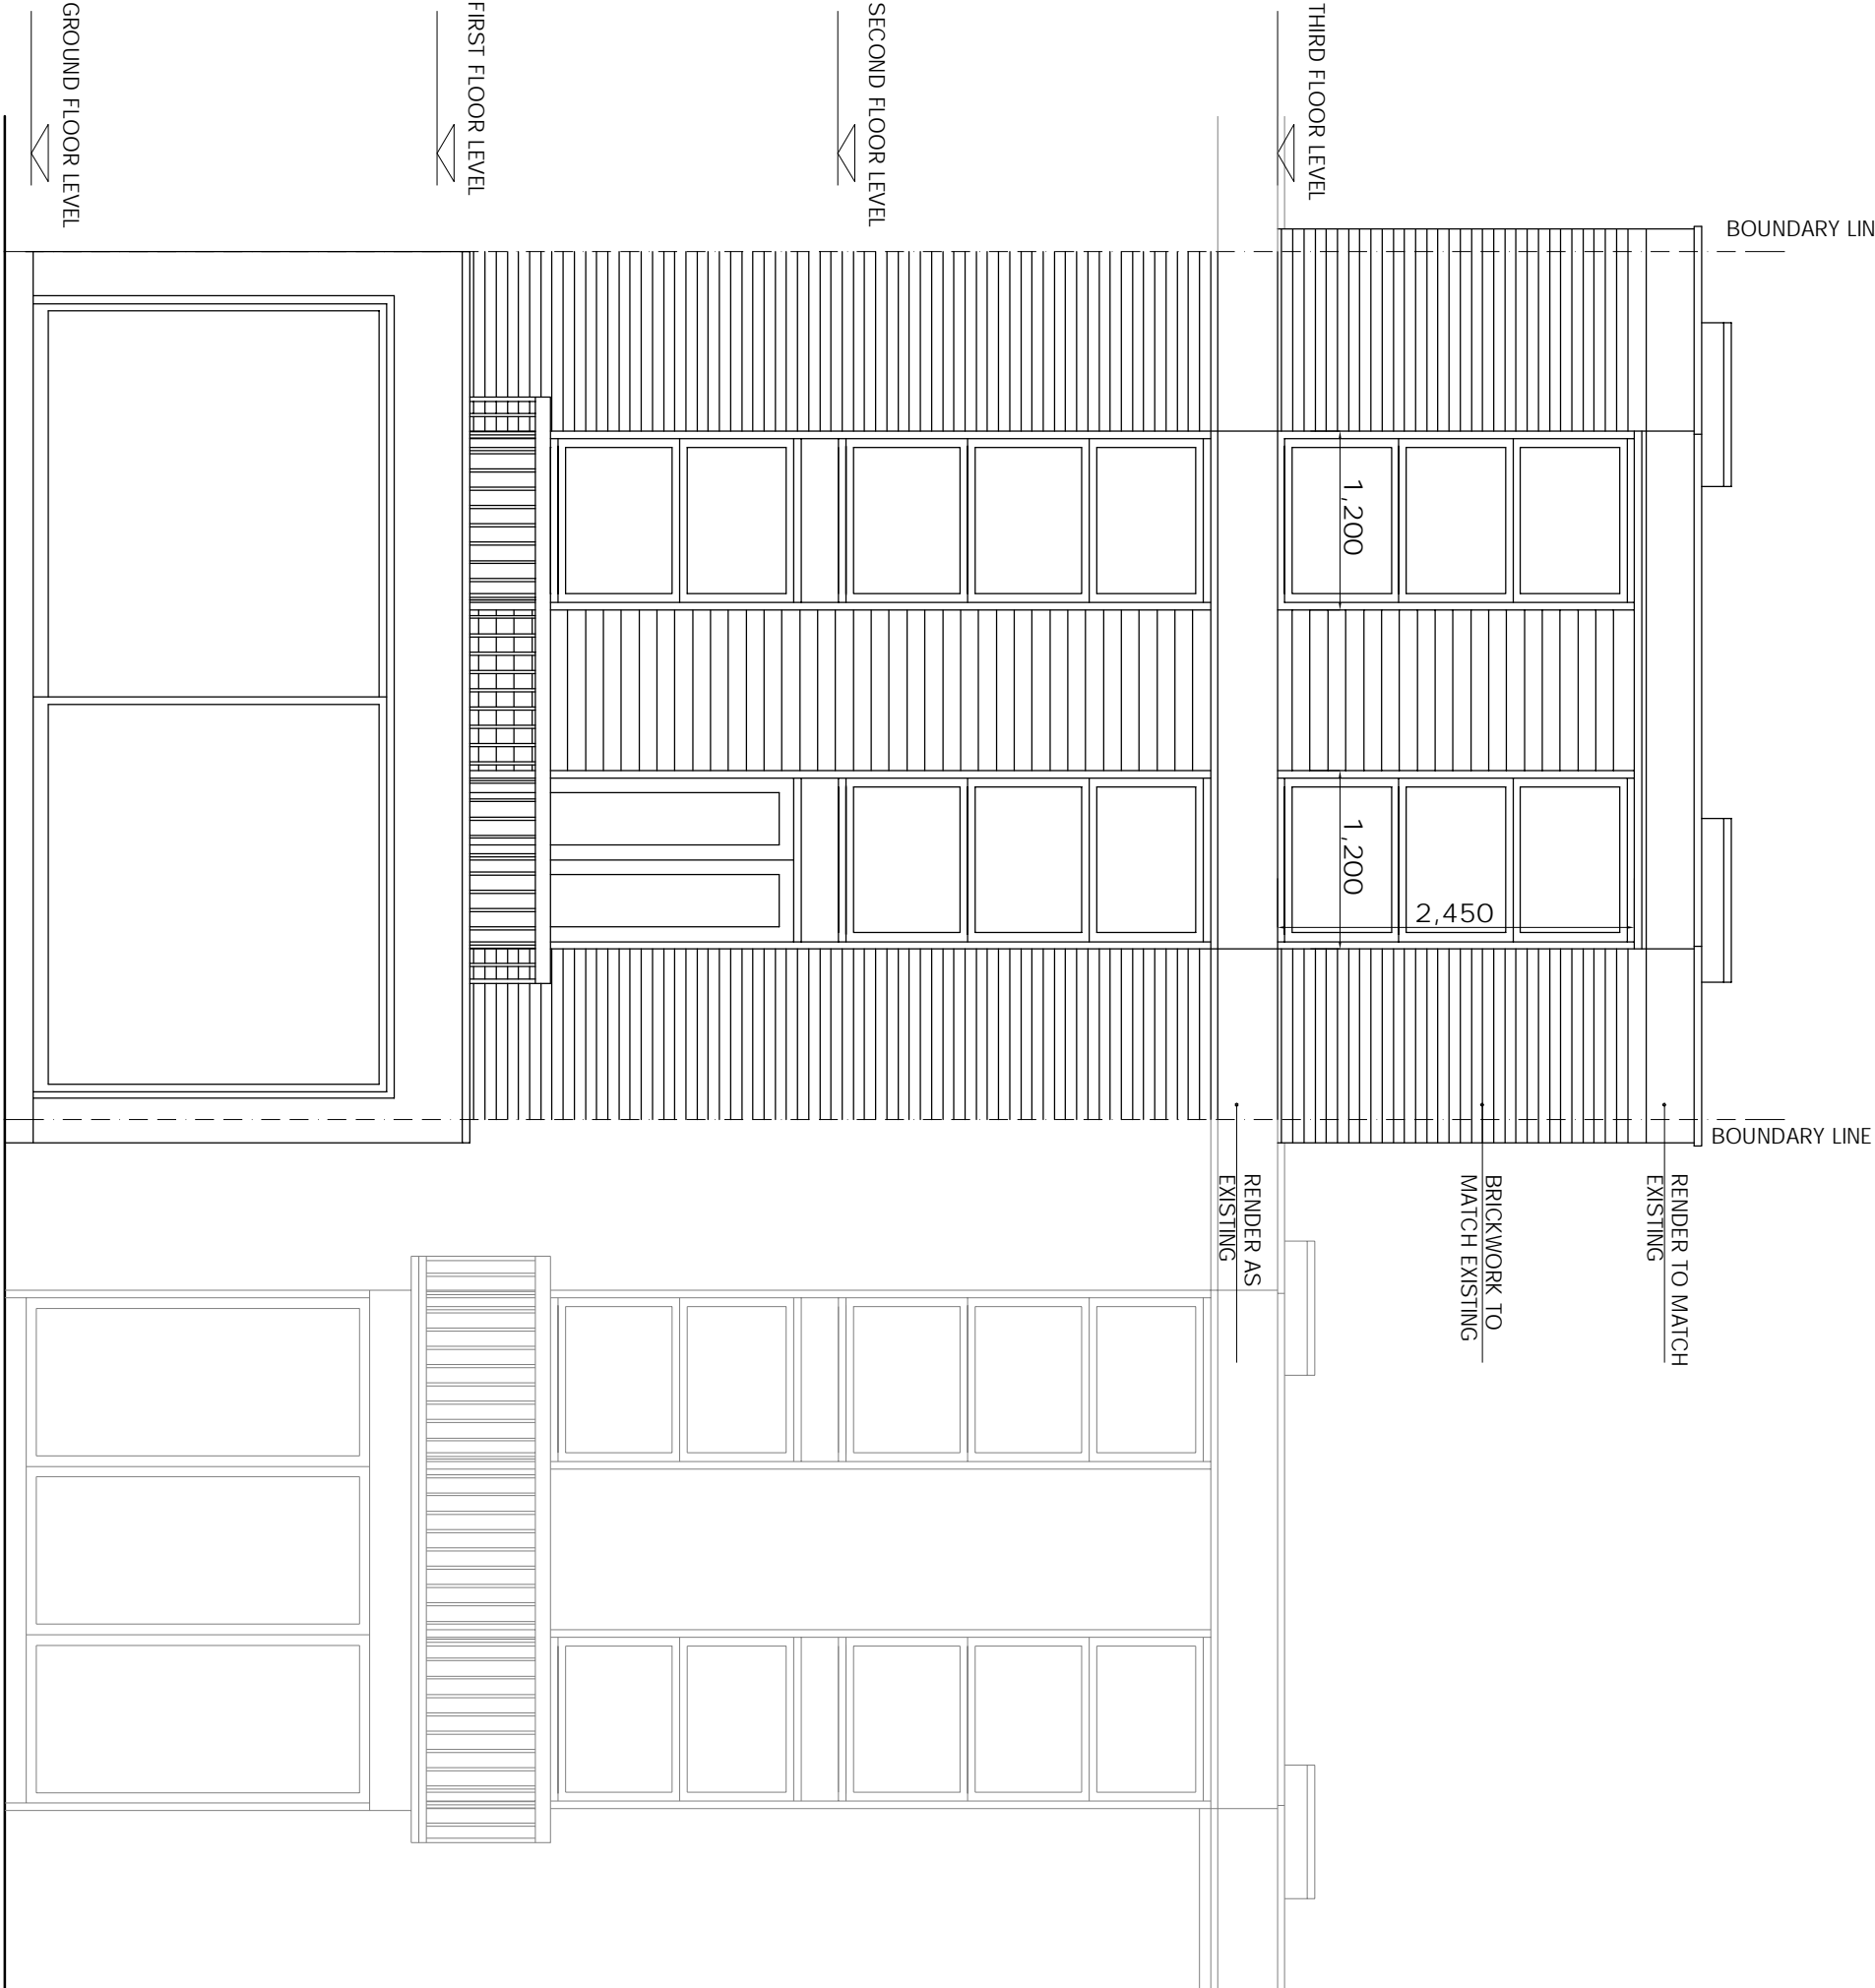 GROUND FLOOR LEVEL
FIRST FLOOR LEVEL
SECOND FLOOR LEVEL
THIRD FLOOR LEVEL
BOUNDARY LIN
1,200
1,200
2,450
BOUNDARY LINE
RENDER AS
EXISTING
BRICKWORK TO
MATCH EXISTING
RENDER TO MATCH
EXISTING